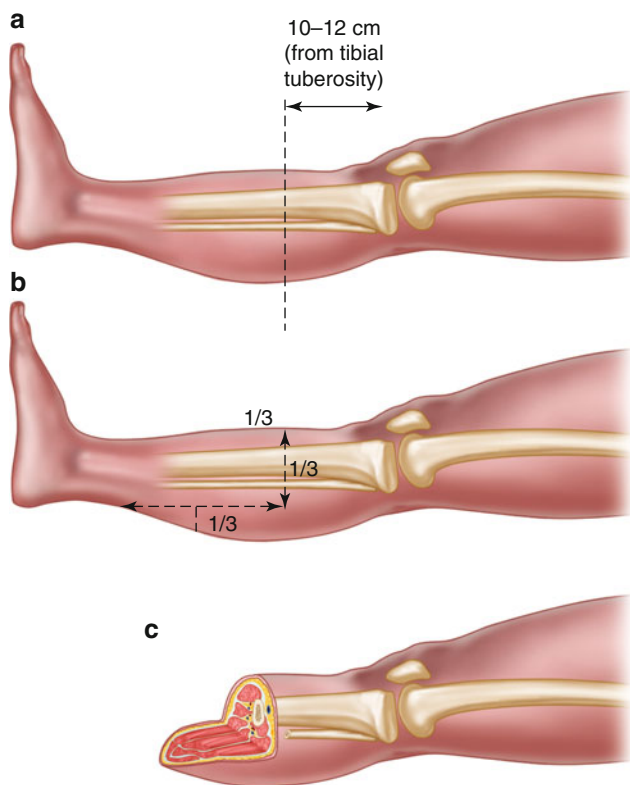 a
10–12 cm
(from tibial
tuberosity)
b
1/3
1/3
1/3
c